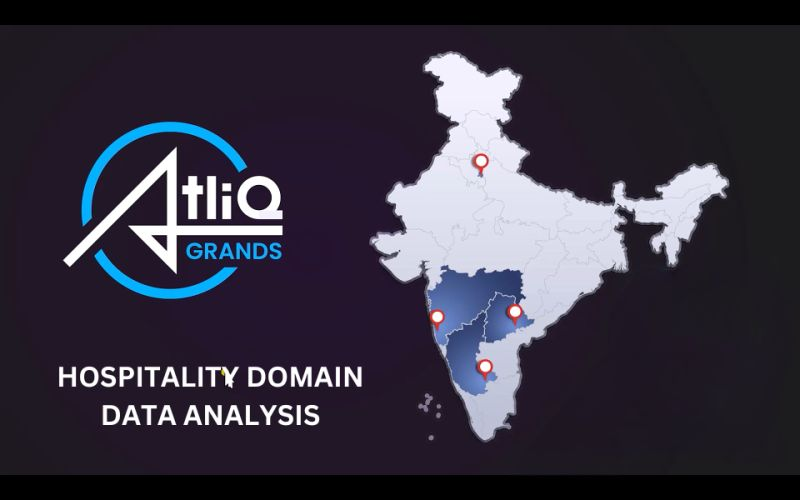 AtliQ
GRANDS
HOSPITALITY DOMAIN
DATA ANALYSIS